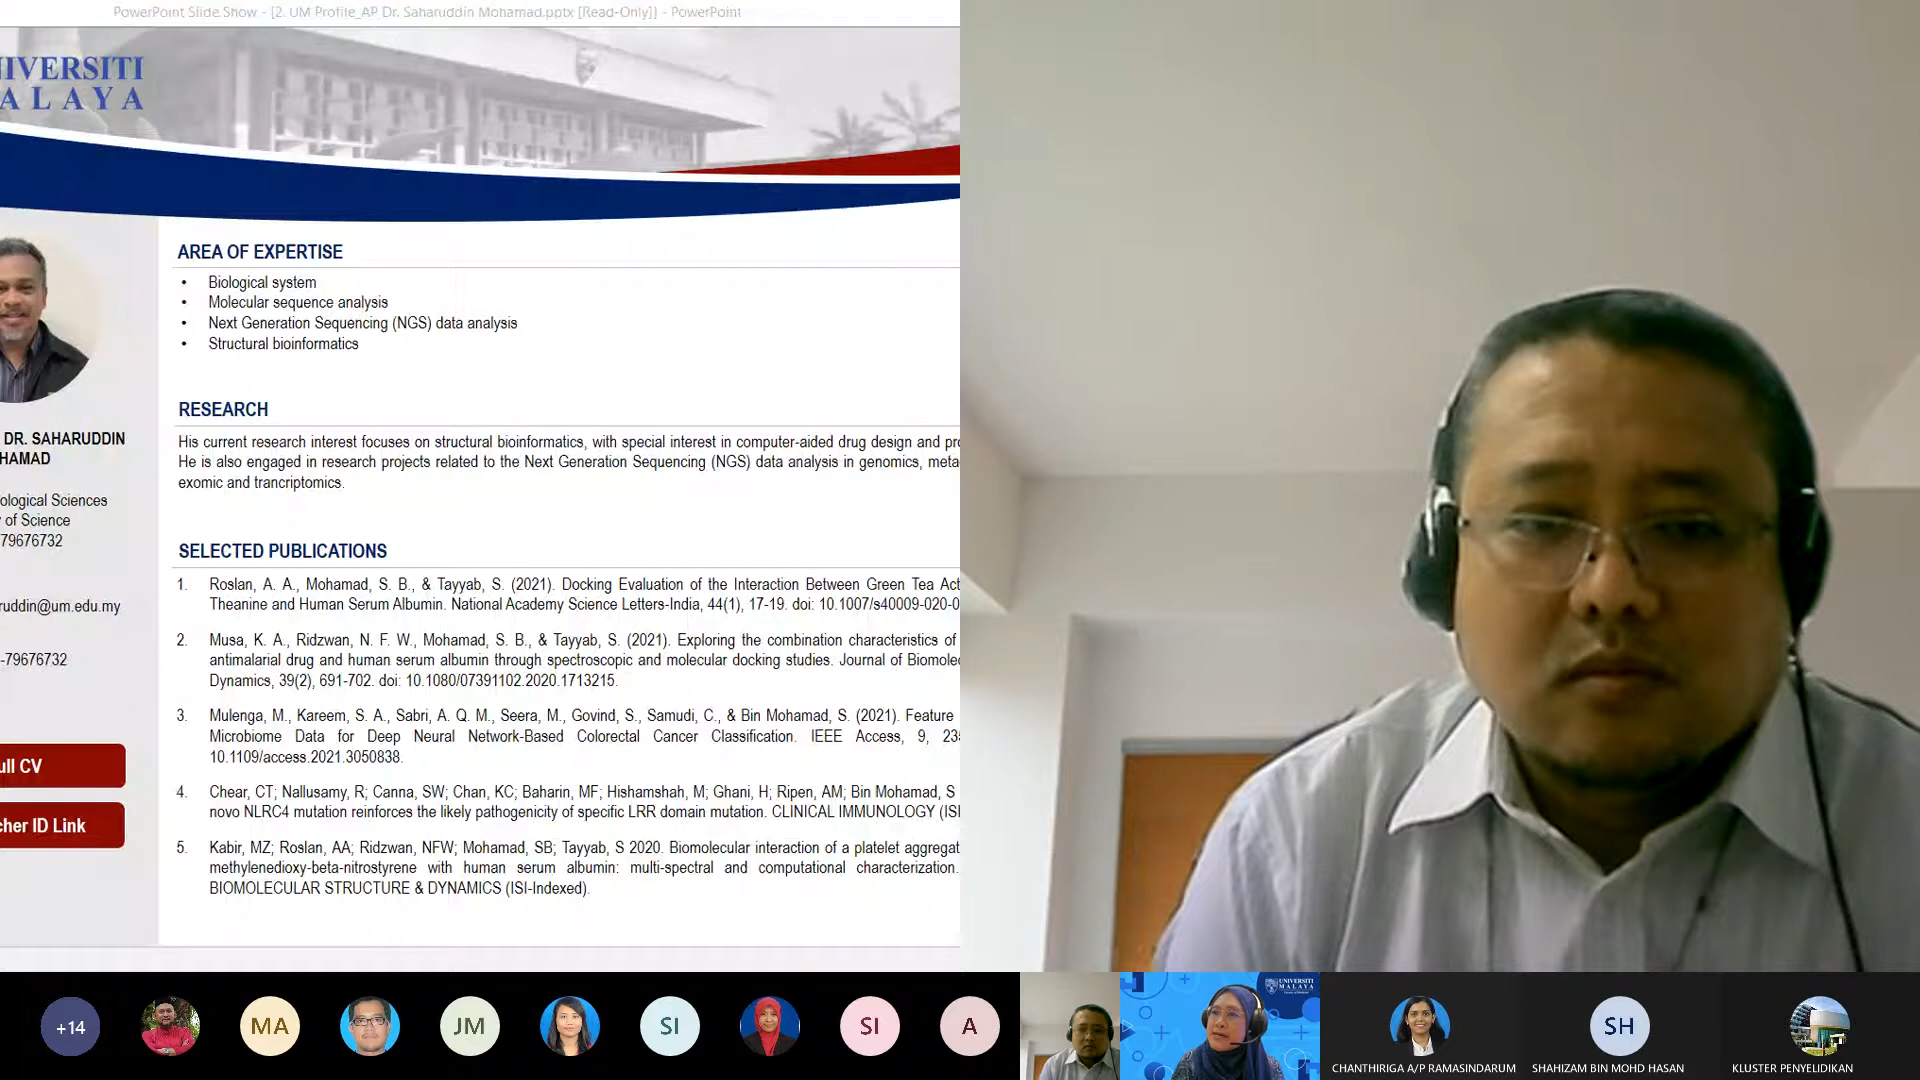 PowerPoint Slide Show - [2. UM Profile_AP Dr. Saharuddin Mohamad.pptx [Read-Only]] - PowerPoint
NIVERSITI
ALAYA
AREA OF EXPERTISE
• Biological system
• Molecular sequence analysis
• Next Generation Sequencing (NGS) data analysis
• Structural bioinformatics
RESEARCH
His current research interest focuses on structural bioinformatics, with special interest in computer-aided drug design and pro
He is also engaged in research projects related to the Next Generation Sequencing (NGS) data analysis in genomics, meta
exomic and trancriptomics.
SELECTED PUBLICATIONS
1. Roslan, A. A., Mohamad, S. B., & Tayyab, S. (2021). Docking Evaluation of the Interaction Between Green Tea Act
Theanine and Human Serum Albumin. National Academy Science Letters-India, 44(1), 17-19. doi: 10.1007/s40009-020-0
2. Musa, K. A., Ridzwan, N. F. W., Mohamad, S. B., & Tayyab, S. (2021). Exploring the combination characteristics of
antimalarial drug and human serum albumin through spectroscopic and molecular docking studies. Journal of Biomolec
Dynamics, 39(2), 691-702. doi: 10.1080/07391102.2020.1713215.
3. Mulenga, M., Kareem, S. A., Sabri, A. Q. M., Seera, M., Govind, S., Samudi, C., & Bin Mohamad, S. (2021). Feature
Microbiome Data for Deep Neural Network-Based Colorectal Cancer Classification. IEEE Access, 9, 235
10.1109/access.2021.3050838.
4. Chear, CT; Nallusamy, R; Canna, SW; Chan, KC; Baharin, MF; Hishamshah, M; Ghani, H; Ripen, AM; Bin Mohamad, S
novo NLRC4 mutation reinforces the likely pathogenicity of specific LRR domain mutation. CLINICAL IMMUNOLOGY (ISI
5. Kabir, MZ; Roslan, AA; Ridzwan, NFW; Mohamad, SB; Tayyab, S 2020. Biomolecular interaction of a platelet aggregat
methylenedioxy-beta-nitrostyrene with human serum albumin: multi-spectral and computational characterization.
BIOMOLECULAR STRUCTURE & DYNAMICS (ISI-Indexed).
DR. SAHARUDDIN
HAMAD
ological Sciences
y of Science
79676732
ruddin@um.edu.my
-79676732
ull CV
cher ID Link
+14
MA
JM
SI
SI
A
UNIVERSITI
MALAYA
CHANTHIRIGA A/P RAMASINDARUM
SH
SHAHIZAM BIN MOHD HASAN
KLUSTER PENYELIDIKAN